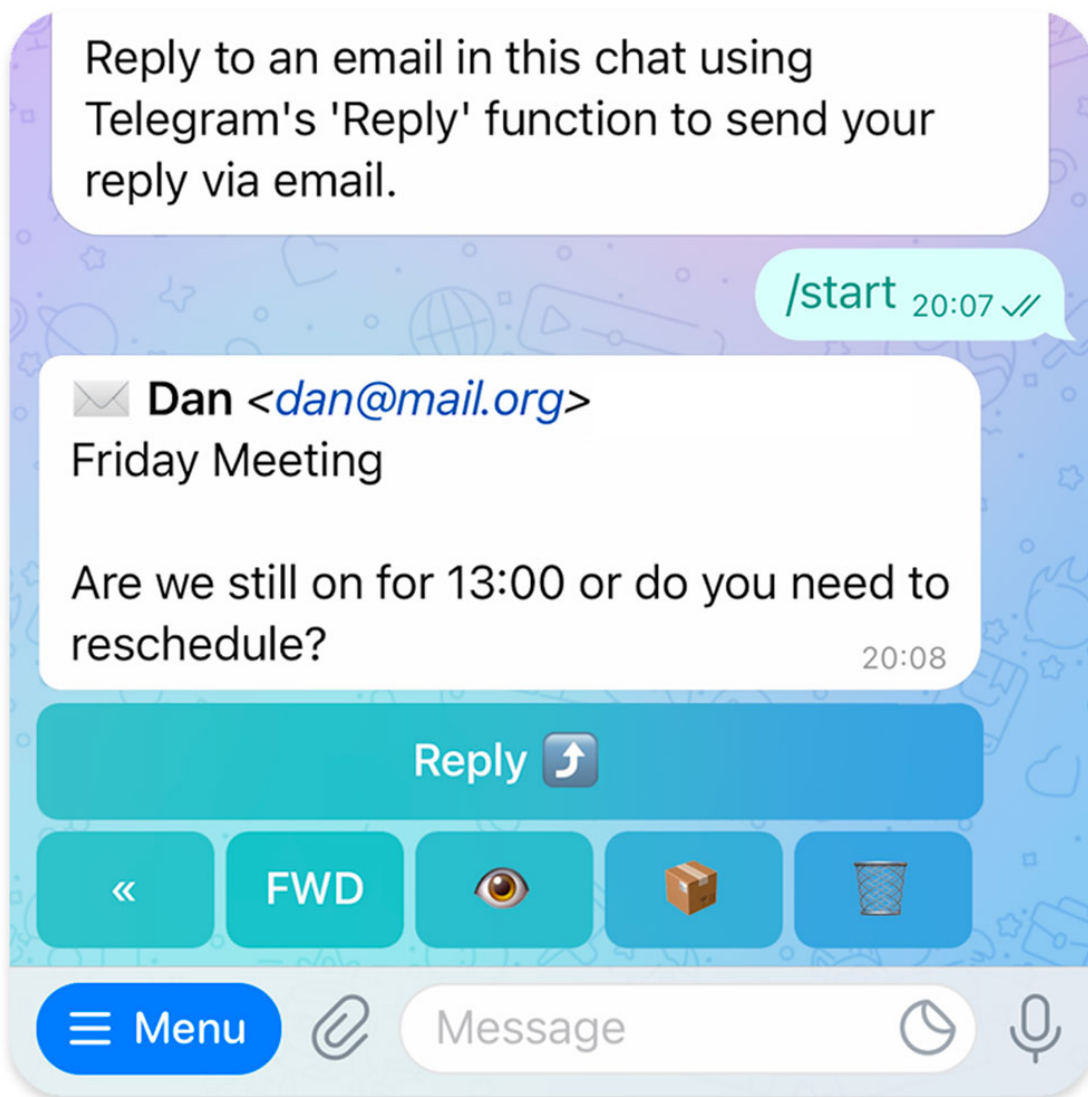 Reply to an email in this chat using
Telegram's 'Reply' function to send your
reply via email.
/start 20:07
Dan <dan@mail.org>
Friday Meeting
Are we still on for 13:00 or do you need to
reschedule?
20:08
Reply
«
FWD
Menu
Message